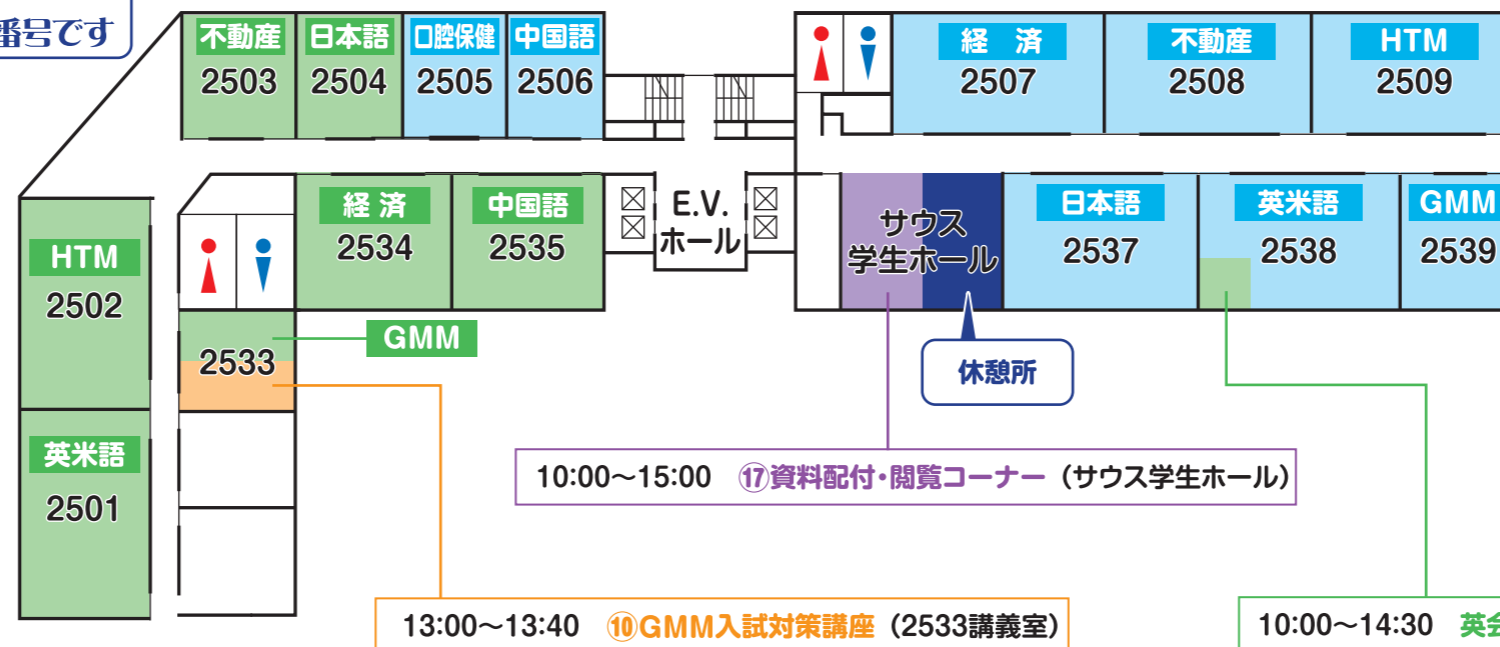 番号です
不動産
2503
日本語
2504
口腔保健
2505
中国語
2506
経 済
2507
不動産
2508
HTM
2509
HTM
2502
英米語
2501
経 済
2534
中国語
2535
E.V.
ホール
サウス
学生ホール
日本語
2537
英米語
2538
GMM
2539
2533
GMM
休憩所
10:00～15:00 ⑰資料配付・閲覧コーナー（サウス学生ホール）
13:00～13:40 ⑩GMM入試対策講座（2533講義室）
10:00～14:30 英会